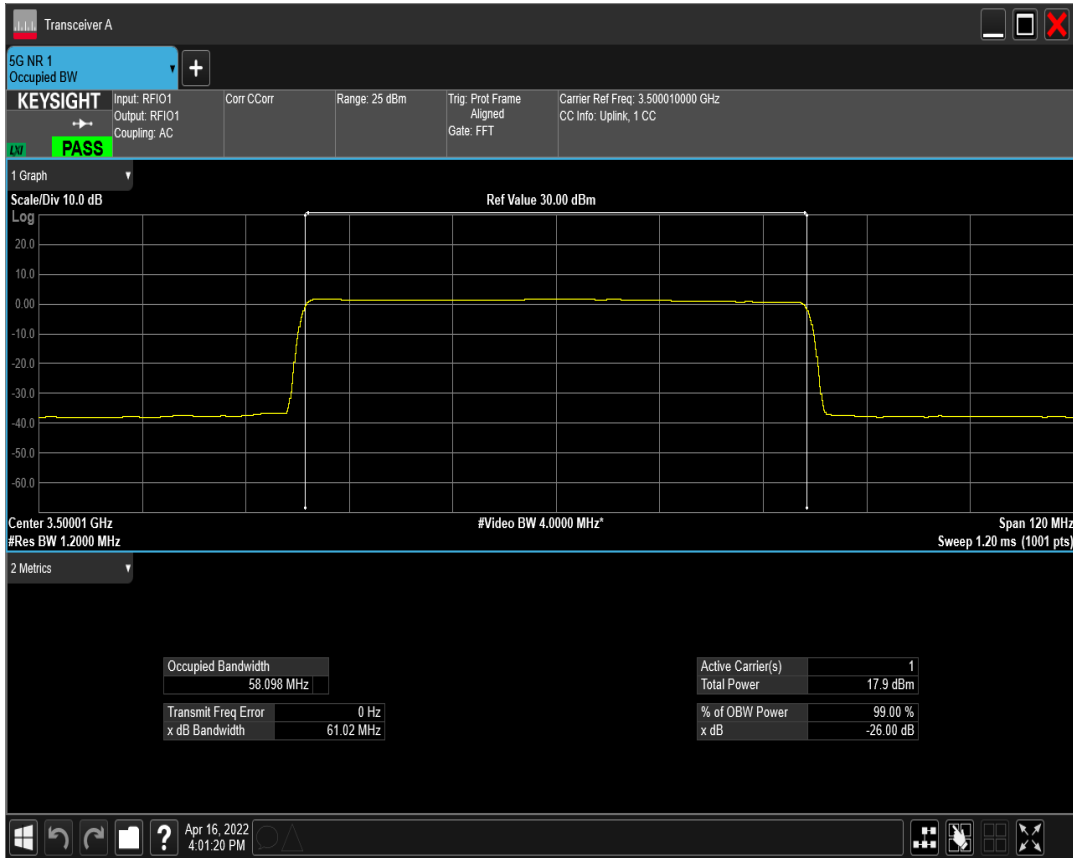 Transceiver A
5G NR 1
Occupied BW
+
KEYSIGHT
LXI
PASS
Input: RFIO1
Output: RFIO1
Coupling: AC
Corr CCorr
Range: 25 dBm
Trig: Prot Frame
Aligned
Gate: FFT
Carrier Ref Freq: 3.500010000 GHz
CC Info: Uplink, 1 CC
1 Graph
Scale/Div 10.0 dB
Ref Value 30.00 dBm
Log
20.0
10.0
0.00
-10.0
-20.0
-30.0
-40.0
-50.0
-60.0
Center 3.50001 GHz
#Video BW 4.0000 MHz*
Span 120 MHz
#Res BW 1.2000 MHz
Sweep 1.20 ms (1001 pts)
2 Metrics
Occupied Bandwidth
58.098 MHz
Transmit Freq Error 0 Hz
x dB Bandwidth 61.02 MHz
Active Carrier(s) 1
Total Power 17.9 dBm
% of OBW Power 99.00 %
x dB -26.00 dB
?
Apr 16, 2022
4:01:20 PM